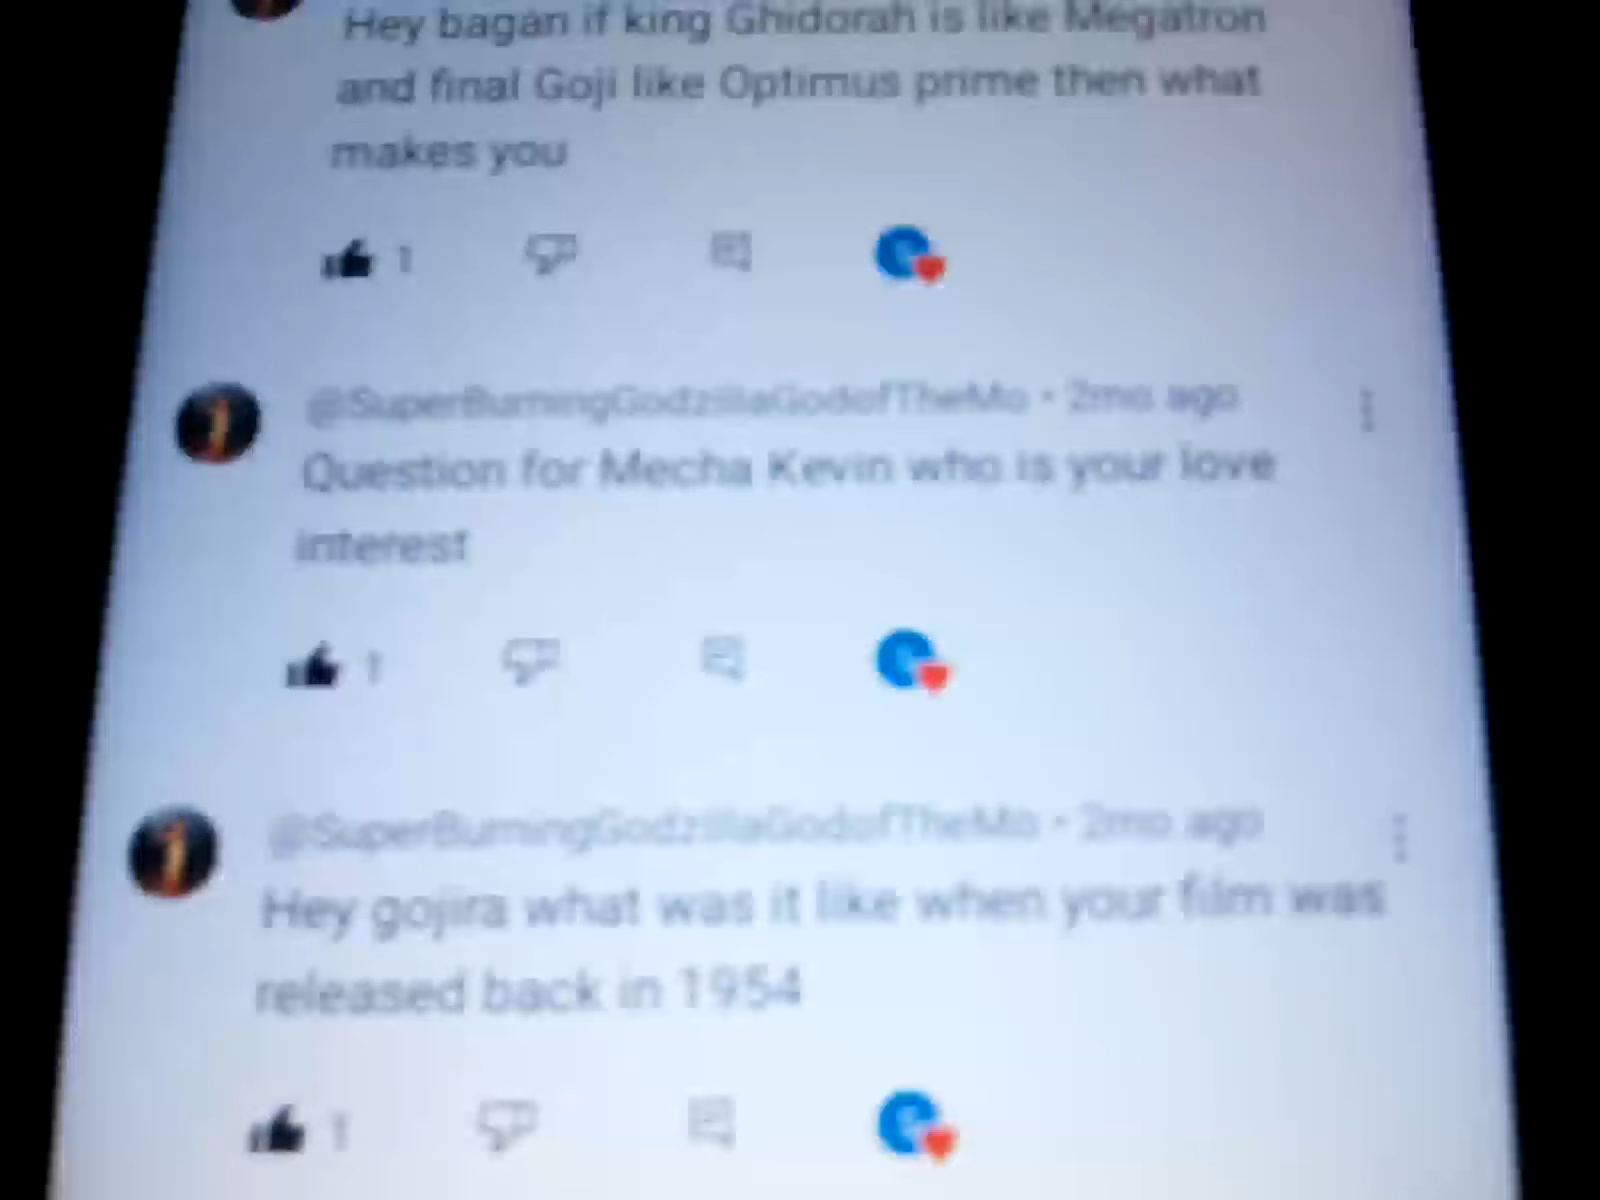 Hey bagan if king Ghidorah is like Megatron
and final Goji like Optimus prime then what
makes you
1
@SuperBurningGodzillaGodofTheMo • 2mo ago
Question for Mecha Kevin who is your love
interest
1
@SuperBurningGodzillaGodofTheMo • 2mo ago
Hey gojira what was it like when your film was
released back in 1954
1